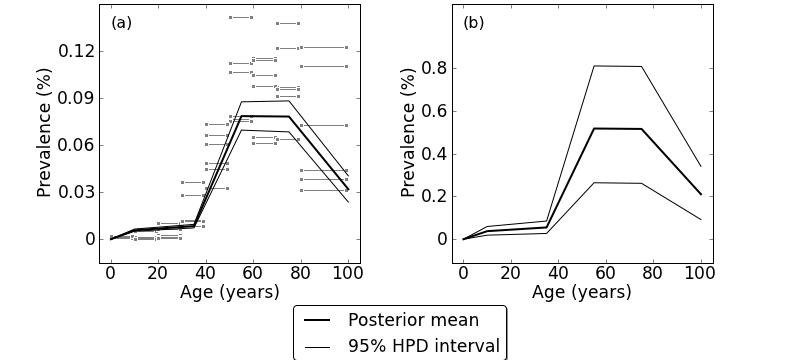 (a)
(b)
0.12
0.09
0.06
0.03
0
Prevalence (%)
0 20 40 60 80 100
Age (years)
0.8
0.6
0.4
0.2
0
Prevalence (%)
0 20 40 60 80 100
Age (years)
Posterior mean
95% HPD interval